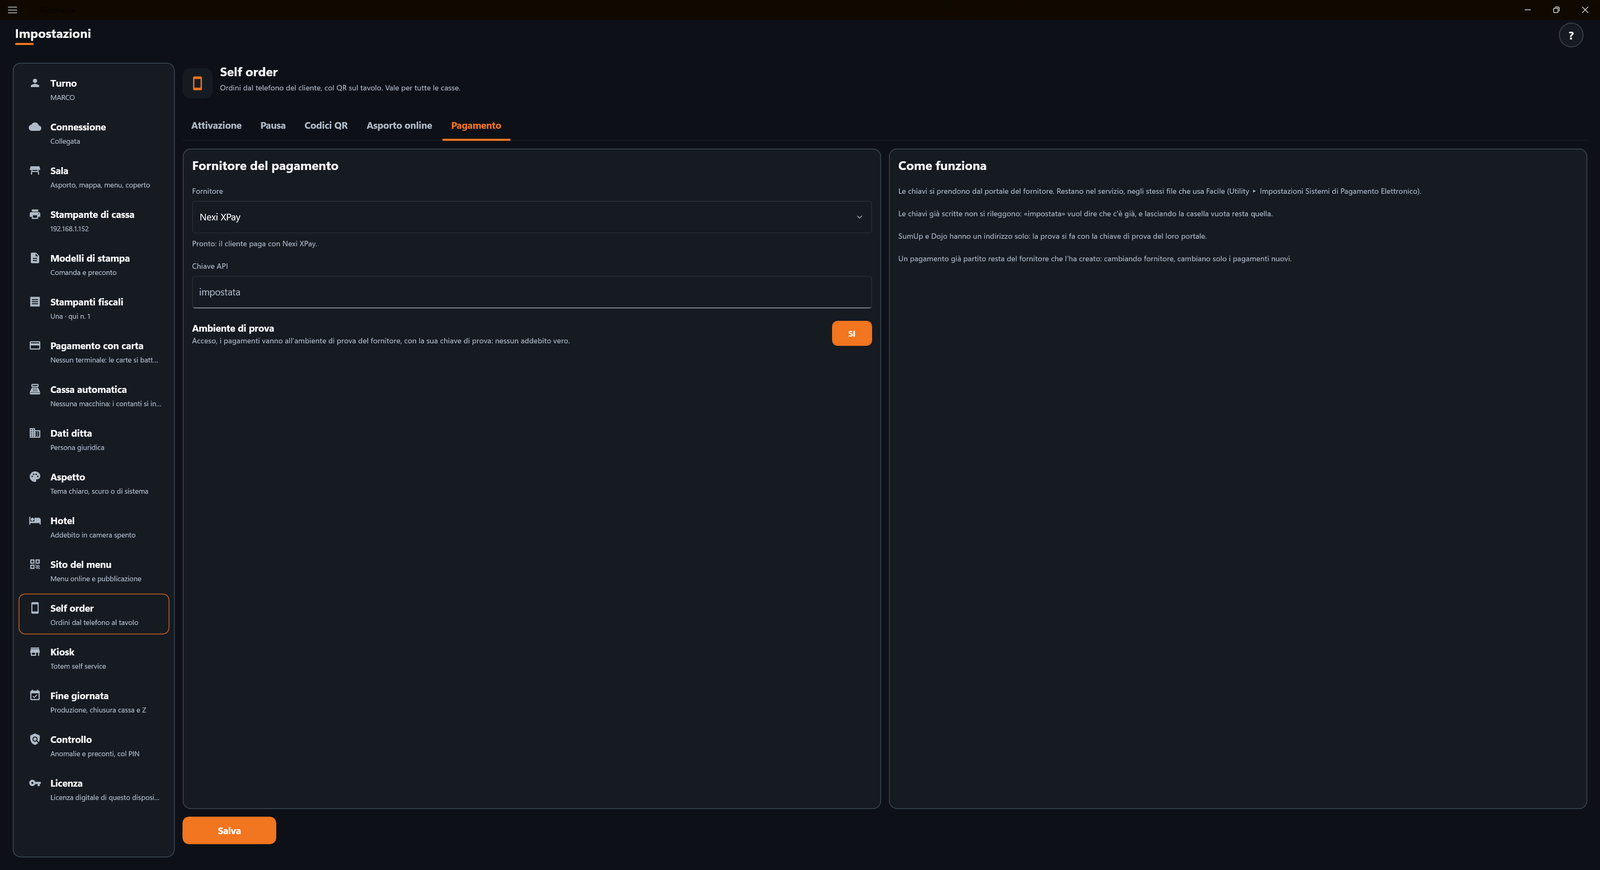 Impostazioni
?
Turno
MARCO
Connessione
Collegata
Sala
Asporto, mappa, menu, coperto
Stampante di cassa
192.168.1.152
Modelli di stampa
Comanda e preconto
Stampanti fiscali
Una · qui n. 1
Pagamento con carta
Nessun terminale: le carte si batt...
Cassa automatica
Nessuna macchina: i contanti si in...
Dati ditta
Persona giuridica
Aspetto
Tema chiaro, scuro o di sistema
Hotel
Addebito in camera spento
Sito del menu
Menu online e pubblicazione
Self order
Ordini dal telefono al tavolo
Kiosk
Totem self service
Fine giornata
Produzione, chiusura cassa e Z
Controllo
Anomalie e preconti, col PIN
Licenza
Licenza digitale di questo disposi...
Self order
Ordini dal telefono del cliente, col QR sul tavolo. Vale per tutte le casse.
Attivazione Pausa Codici QR Asporto online Pagamento
Fornitore del pagamento
Fornitore
Nexi XPay
Pronto: il cliente paga con Nexi XPay.
Chiave API
impostata
Ambiente di prova
Acceso, i pagamenti vanno all'ambiente di prova del fornitore, con la sua chiave di prova: nessun addebito vero.
SI
Come funziona
Le chiavi si prendono dal portale del fornitore. Restano nel servizio, negli stessi file che usa Facile (Utility ▸ Impostazioni Sistemi di Pagamento Elettronico).
Le chiavi già scritte non si rileggono: «impostata» vuol dire che c'è già, e lasciando la casella vuota resta quella.
SumUp e Dojo hanno un indirizzo solo: la prova si fa con la chiave di prova del loro portale.
Un pagamento già partito resta del fornitore che l'ha creato: cambiando fornitore, cambiano solo i pagamenti nuovi.
Salva